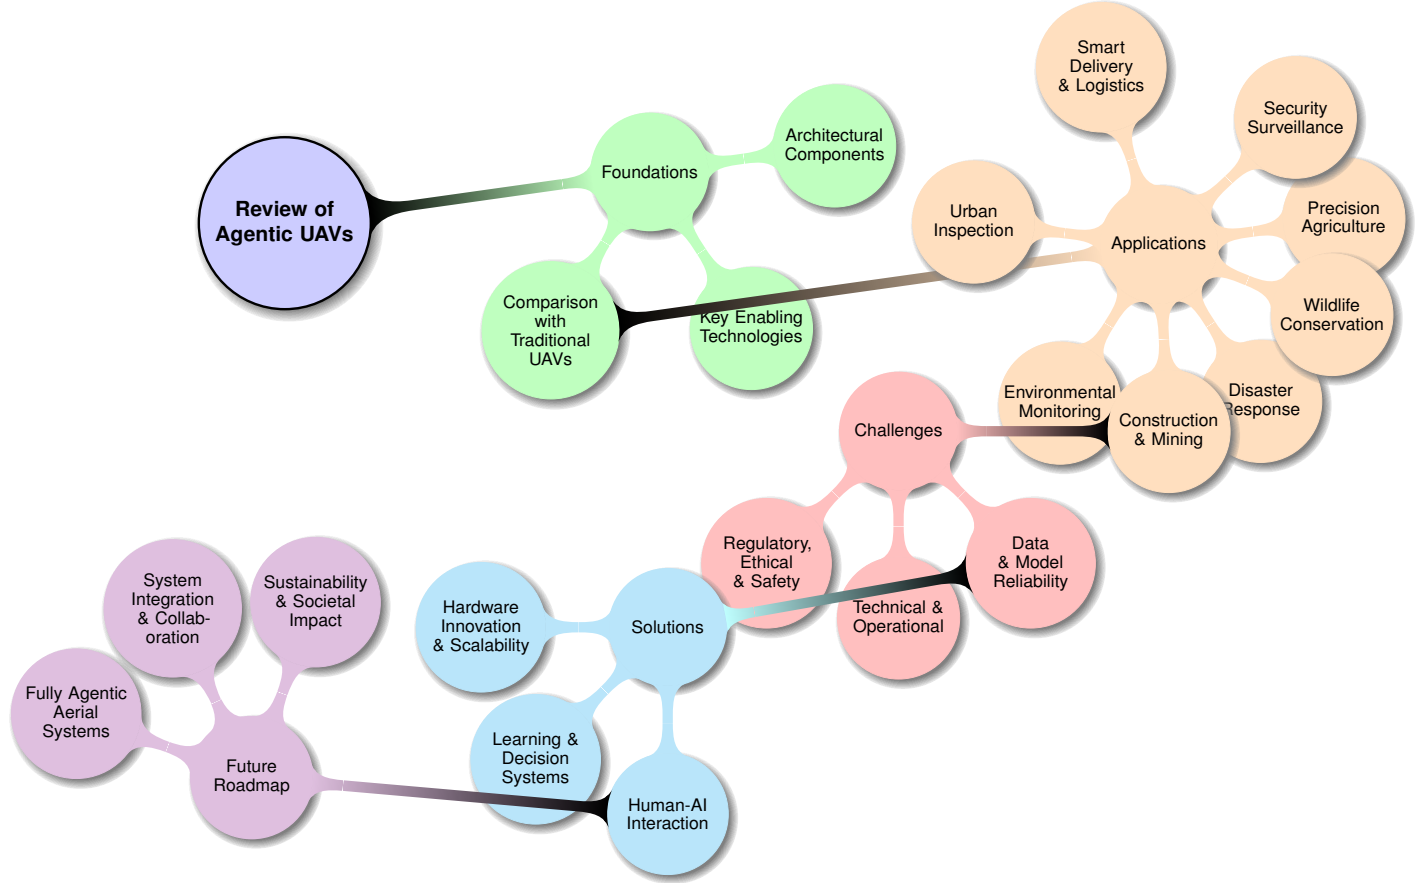 Review of
Agentic UAVs
Foundations
Architectural
Components
Comparison
with
Traditional
UAVs
Key Enabling
Technologies
Smart
Delivery
& Logistics
Security
Surveillance
Urban
Inspection
Applications
Precision
Agriculture
Wildlife
Conservation
Environmental
Monitoring
Construction
& Mining
Disaster
Response
Challenges
Regulatory,
Ethical
& Safety
Technical &
Operational
Data
& Model
Reliability
Solutions
Hardware
Innovation
& Scalability
Learning &
Decision
Systems
Human-AI
Interaction
System
Integration
& Collab-
oration
Sustainability
& Societal
Impact
Fully Agentic
Aerial
Systems
Future
Roadmap